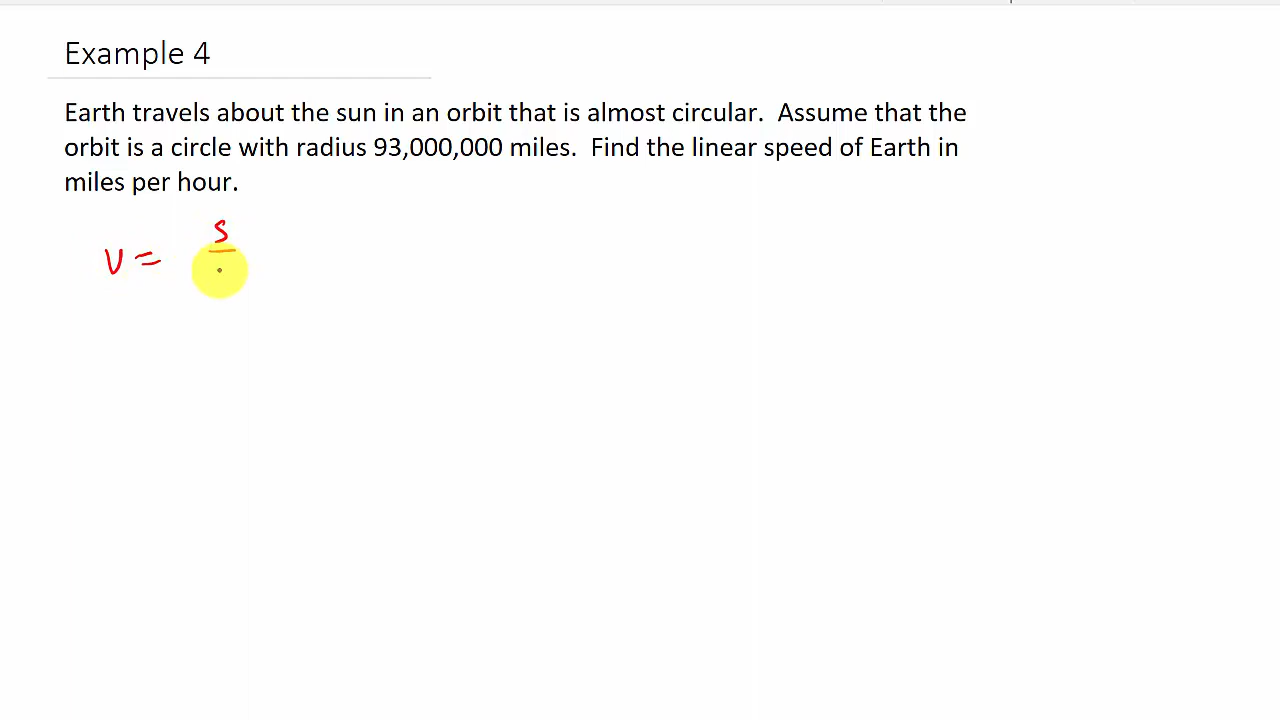 Example 4
Earth travels about the sun in an orbit that is almost circular. Assume that the
orbit is a circle with radius 93,000,000 miles. Find the linear speed of Earth in
miles per hour.
s
v =